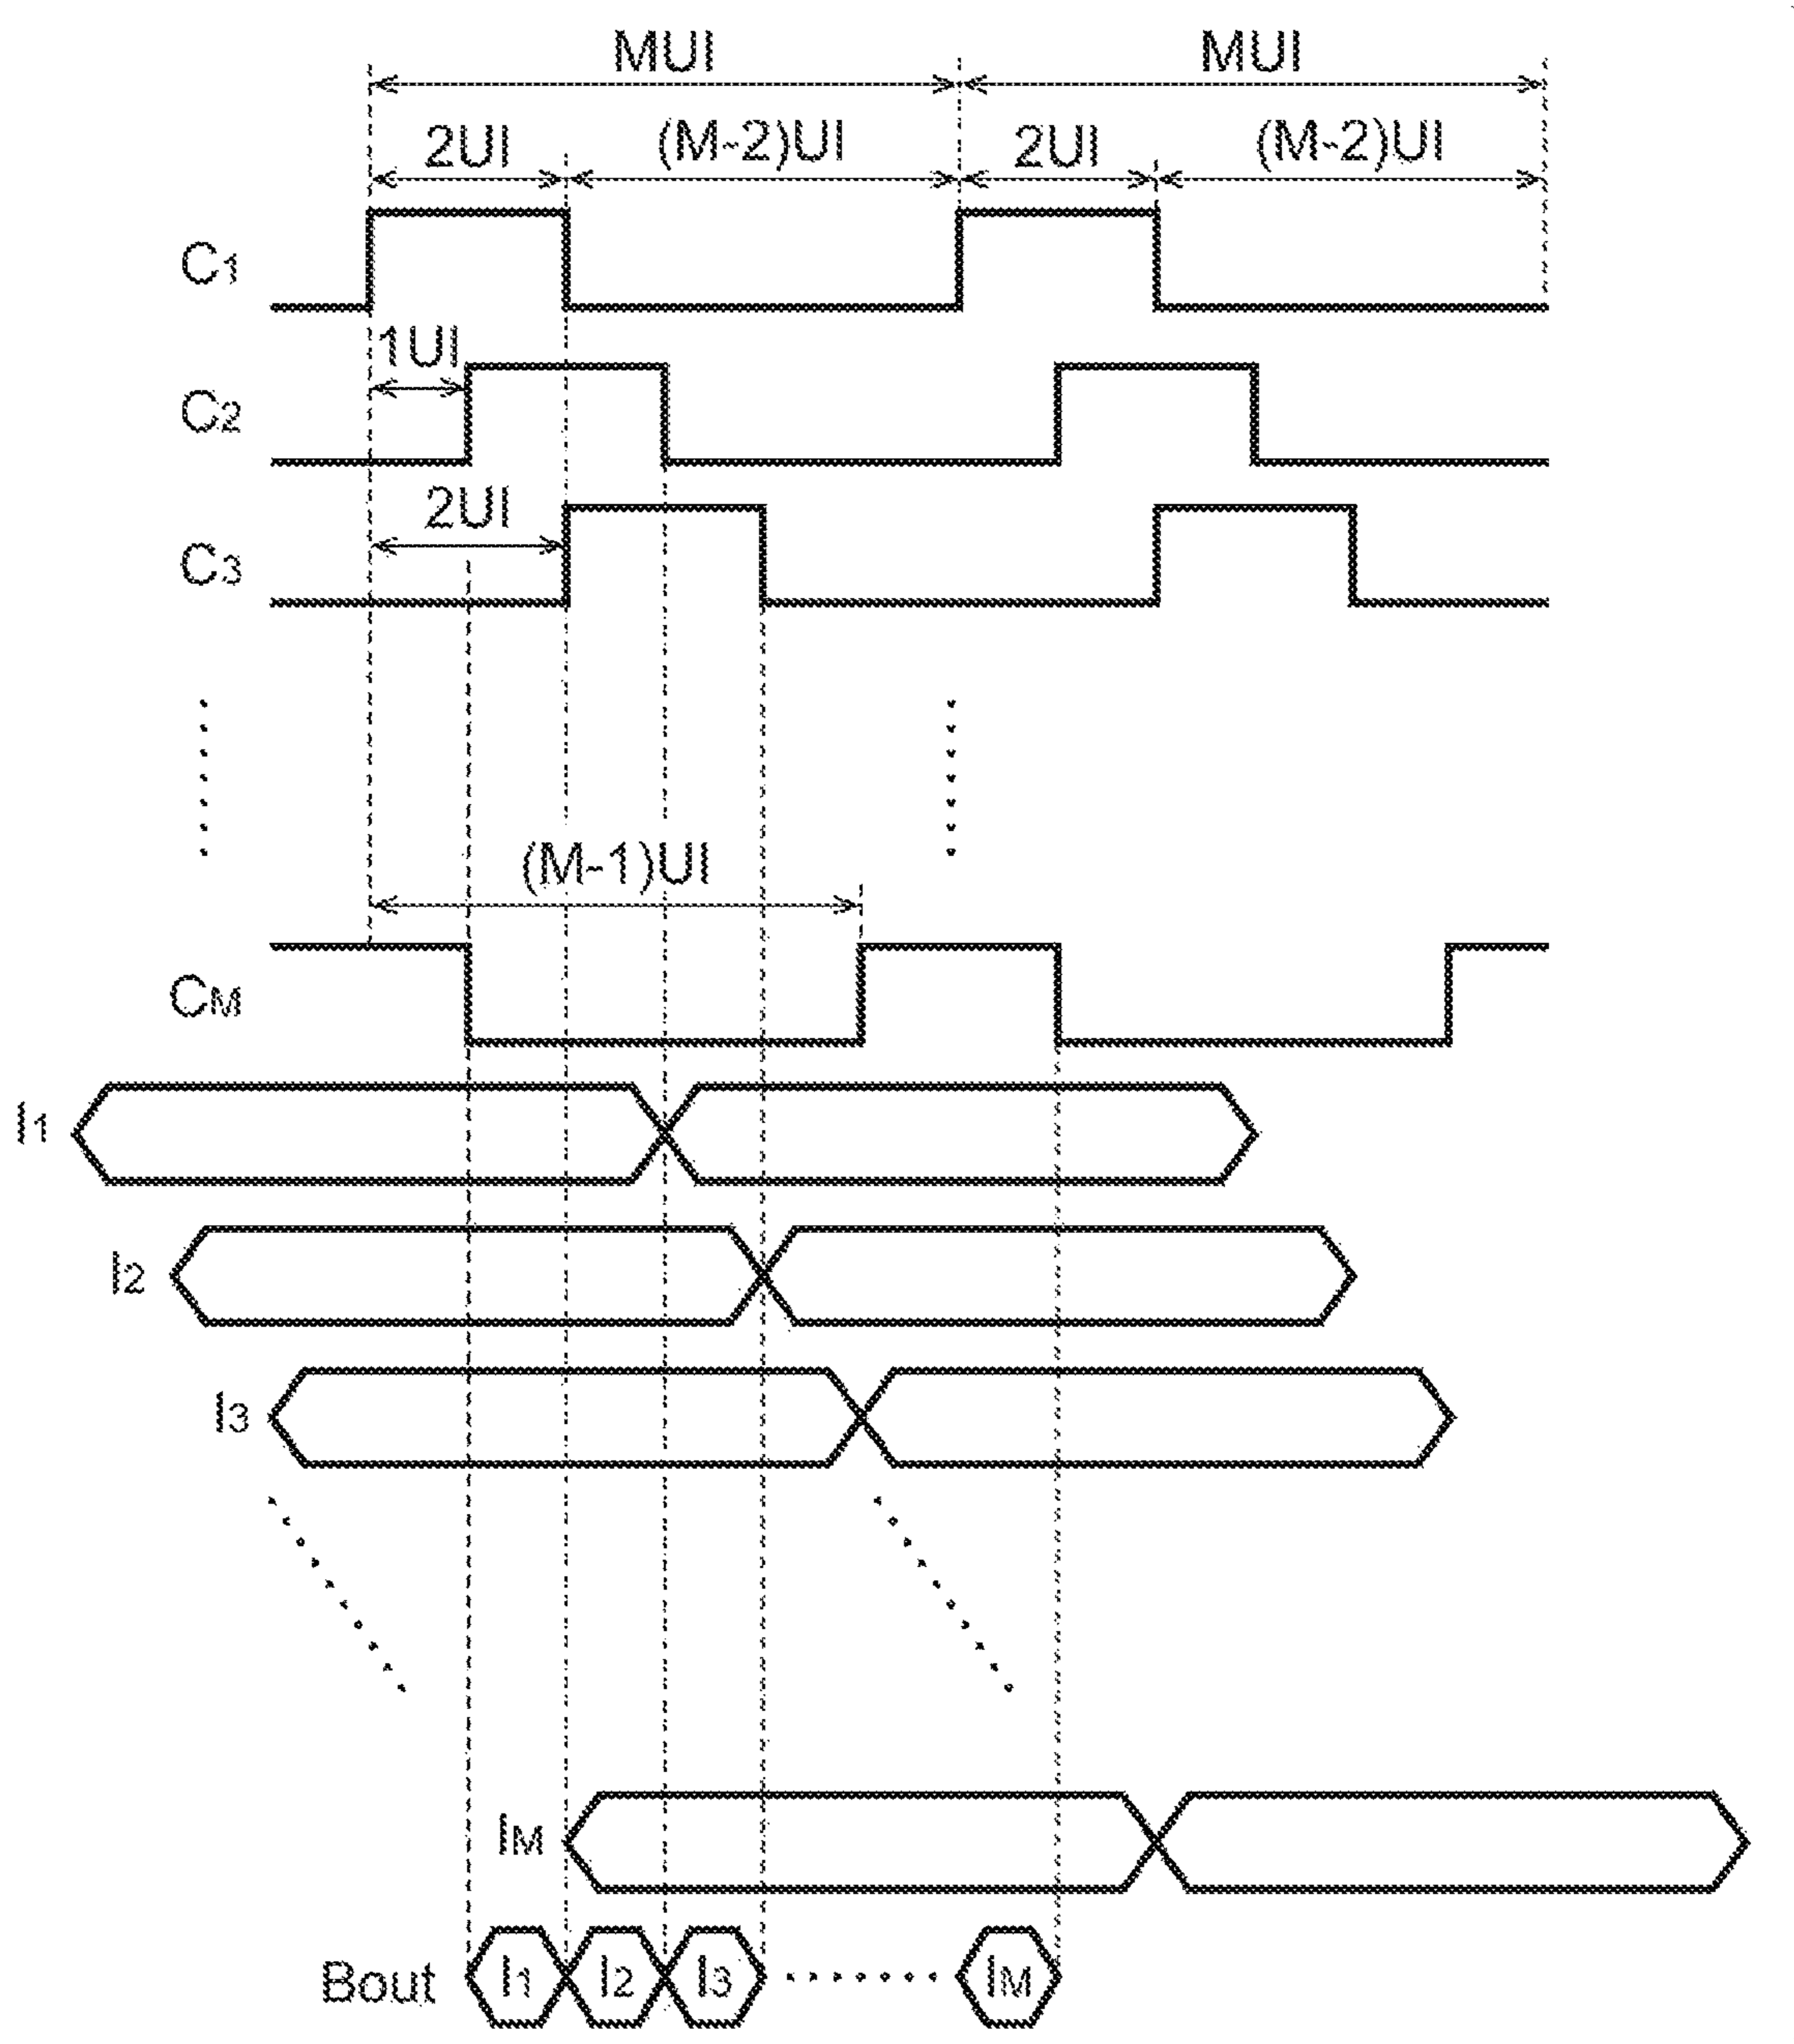 MUI MUI
2UI (M-2)UI 2UI (M-2)UI
C1
1UI
C2
2UI
C3
(M-1)UI
CM
I1
I2
I3
IM
Bout I1 I2 I3 IM